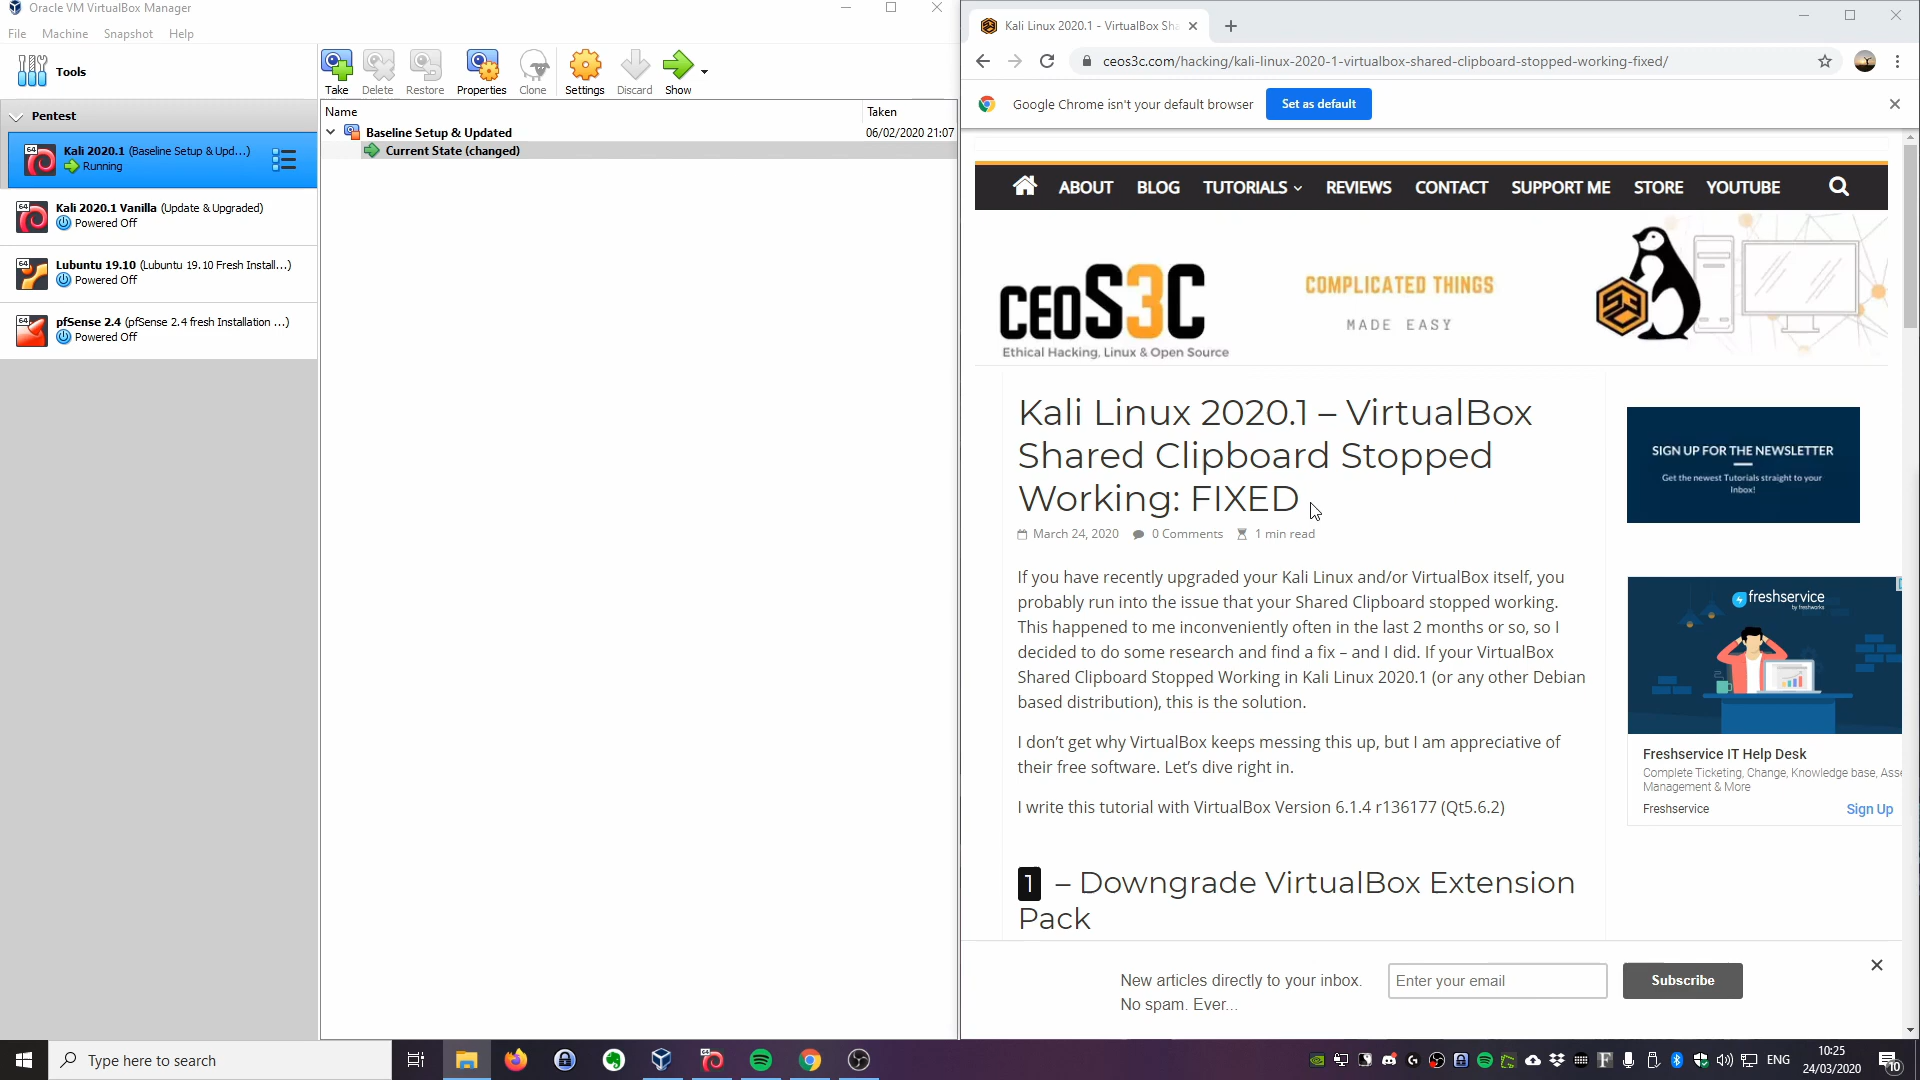 Oracle VM VirtualBox Manager
File Machine Snapshot Help
Tools
Take Delete Restore Properties Clone Settings Discard Show
Pentest
64 Kali 2020.1 (Baseline Setup & Upd...)
Running
64 Kali 2020.1 Vanilla (Update & Upgraded)
Powered Off
64 Lubuntu 19.10 (Lubuntu 19.10 Fresh Install...)
Powered Off
64 pfSense 2.4 (pfSense 2.4 fresh Installation ...)
Powered Off
Name Taken
Baseline Setup & Updated 06/02/2020 21:07
Current State (changed)
Kali Linux 2020.1 - VirtualBox Sha
ceos3c.com/hacking/kali-linux-2020-1-virtualbox-shared-clipboard-stopped-working-fixed/
Google Chrome isn't your default browser Set as default
ABOUT BLOG TUTORIALS REVIEWS CONTACT SUPPORT ME STORE YOUTUBE
CEOS3C
Ethical Hacking, Linux & Open Source
COMPLICATED THINGS
MADE EASY
Kali Linux 2020.1 – VirtualBox
Shared Clipboard Stopped
Working: FIXED
March 24, 2020 0 Comments 1 min read
If you have recently upgraded your Kali Linux and/or VirtualBox itself, you
probably run into the issue that your Shared Clipboard stopped working.
This happened to me inconveniently often in the last 2 months or so, so I
decided to do some research and find a fix – and I did. If your VirtualBox
Shared Clipboard Stopped Working in Kali Linux 2020.1 (or any other Debian
based distribution), this is the solution.
I don’t get why VirtualBox keeps messing this up, but I am appreciative of
their free software. Let’s dive right in.
I write this tutorial with VirtualBox Version 6.1.4 r136177 (Qt5.6.2)
1 – Downgrade VirtualBox Extension
Pack
SIGN UP FOR THE NEWSLETTER
Get the newest Tutorials straight to your
Inbox!
freshservice
by freshworks
Freshservice IT Help Desk
Complete Ticketing, Change, Knowledge base, Asse
Management & More
Freshservice Sign Up
New articles directly to your inbox.
No spam. Ever...
Enter your email
Subscribe
Type here to search
ENG
10:25
24/03/2020
10